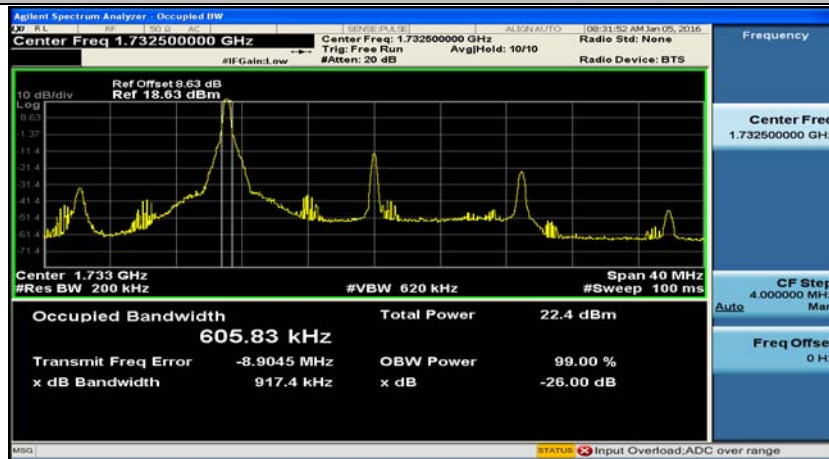 Agilent Spectrum Analyzer - Occupied BW
LXI RL RF 50 Ω AC SENSE:PULSE ALIGN AUTO 08:31:52 AM Jan 05, 2016
Center Freq 1.732500000 GHz Center Freq: 1.732500000 GHz Radio Std: None Frequency
Trig: Free Run Avg|Hold: 10/10
#IFGain:Low #Atten: 20 dB Radio Device: BTS
Ref Offset 8.63 dB
10 dB/div Ref 18.63 dBm
Log
8.63
-1.37
-11.4
-21.4
-31.4
-41.4
-51.4
-61.4
-71.4
Center Freq
1.732500000 GHz
Center 1.733 GHz Span 40 MHz
#Res BW 200 kHz #VBW 620 kHz #Sweep 100 ms
CF Step
4.000000 MHz
Auto Man
Occupied Bandwidth Total Power 22.4 dBm
605.83 kHz
Transmit Freq Error -8.9045 MHz OBW Power 99.00 %
x dB Bandwidth 917.4 kHz x dB -26.00 dB
Freq Offset
0 Hz
MSG STATUS Input Overload;ADC over range